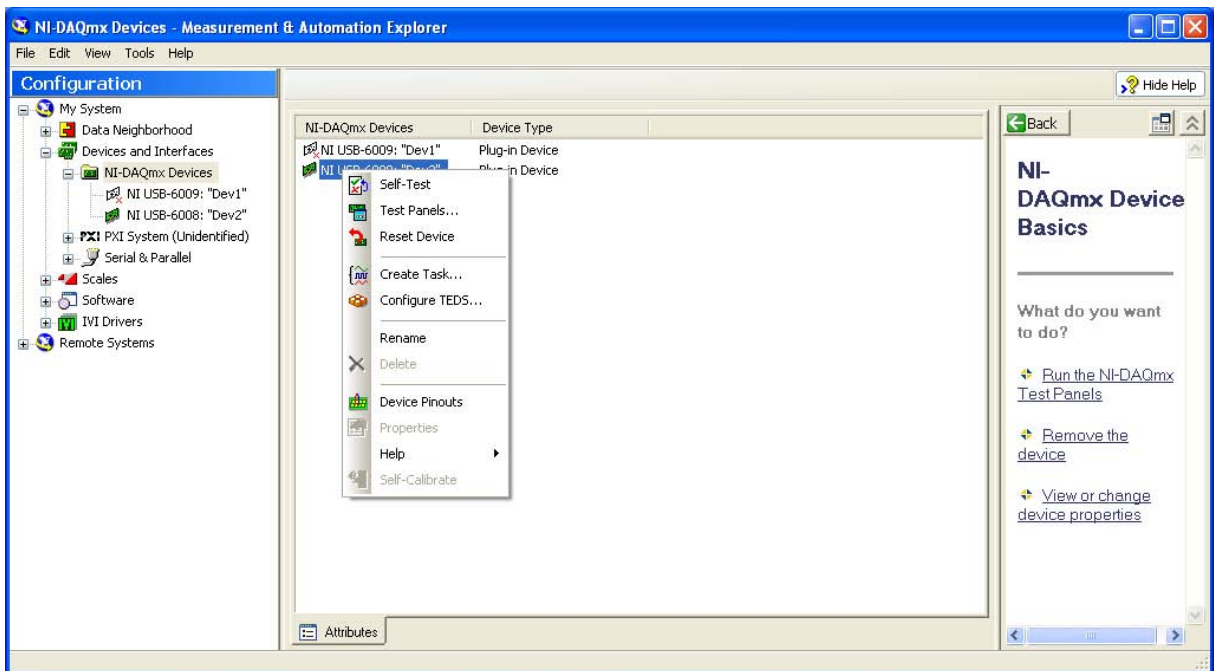 NI-DAQmx Devices - Measurement & Automation Explorer
File Edit View Tools Help
Configuration
Hide Help
My System
Data Neighborhood
Devices and Interfaces
NI-DAQmx Devices
NI USB-6009: "Dev1"
NI USB-6008: "Dev2"
PXI PXI System (Unidentified)
Serial & Parallel
Scales
Software
IVI Drivers
Remote Systems
NI-DAQmx Devices Device Type
NI USB-6009: "Dev1" Plug-in Device
NI
Self-Test
Test Panels...
Reset Device
Create Task...
Configure TEDS...
Rename
Delete
Device Pinouts
Properties
Help
Self-Calibrate
Attributes
Back
NI-
DAQmx Device
Basics
What do you want
to do?
Run the NI-DAQmx
Test Panels
Remove the
device
View or change
device properties